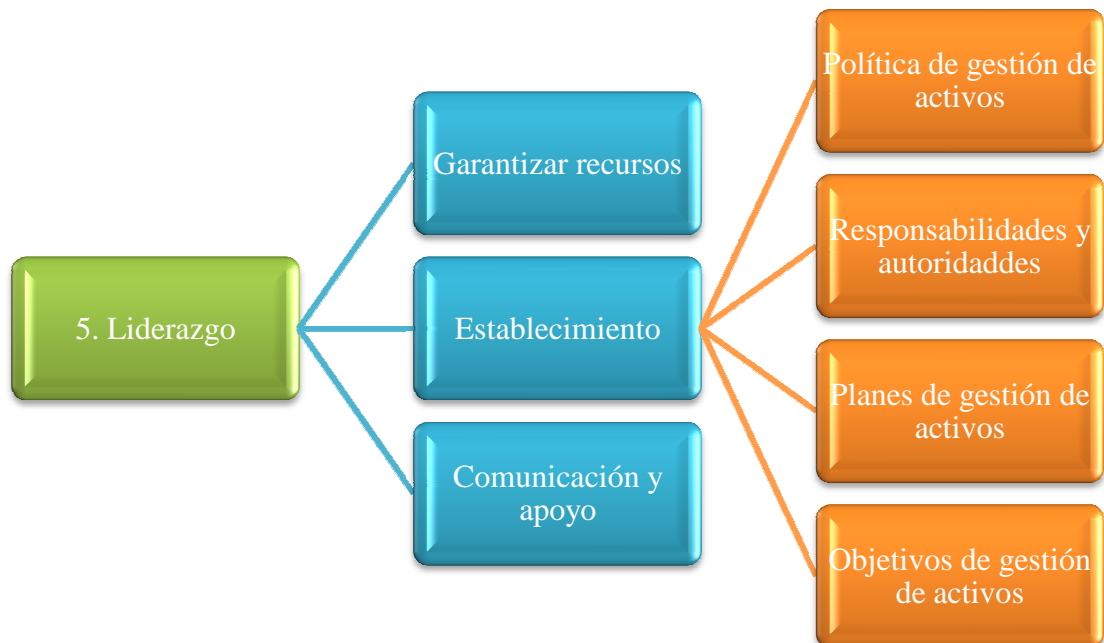 5. Liderazgo
Garantizar recursos
Establecimiento
Comunicación y
apoyo
Política de gestión de
activos
Responsabilidades y
autoridaddes
Planes de gestión de
activos
Objetivos de gestión
de activos